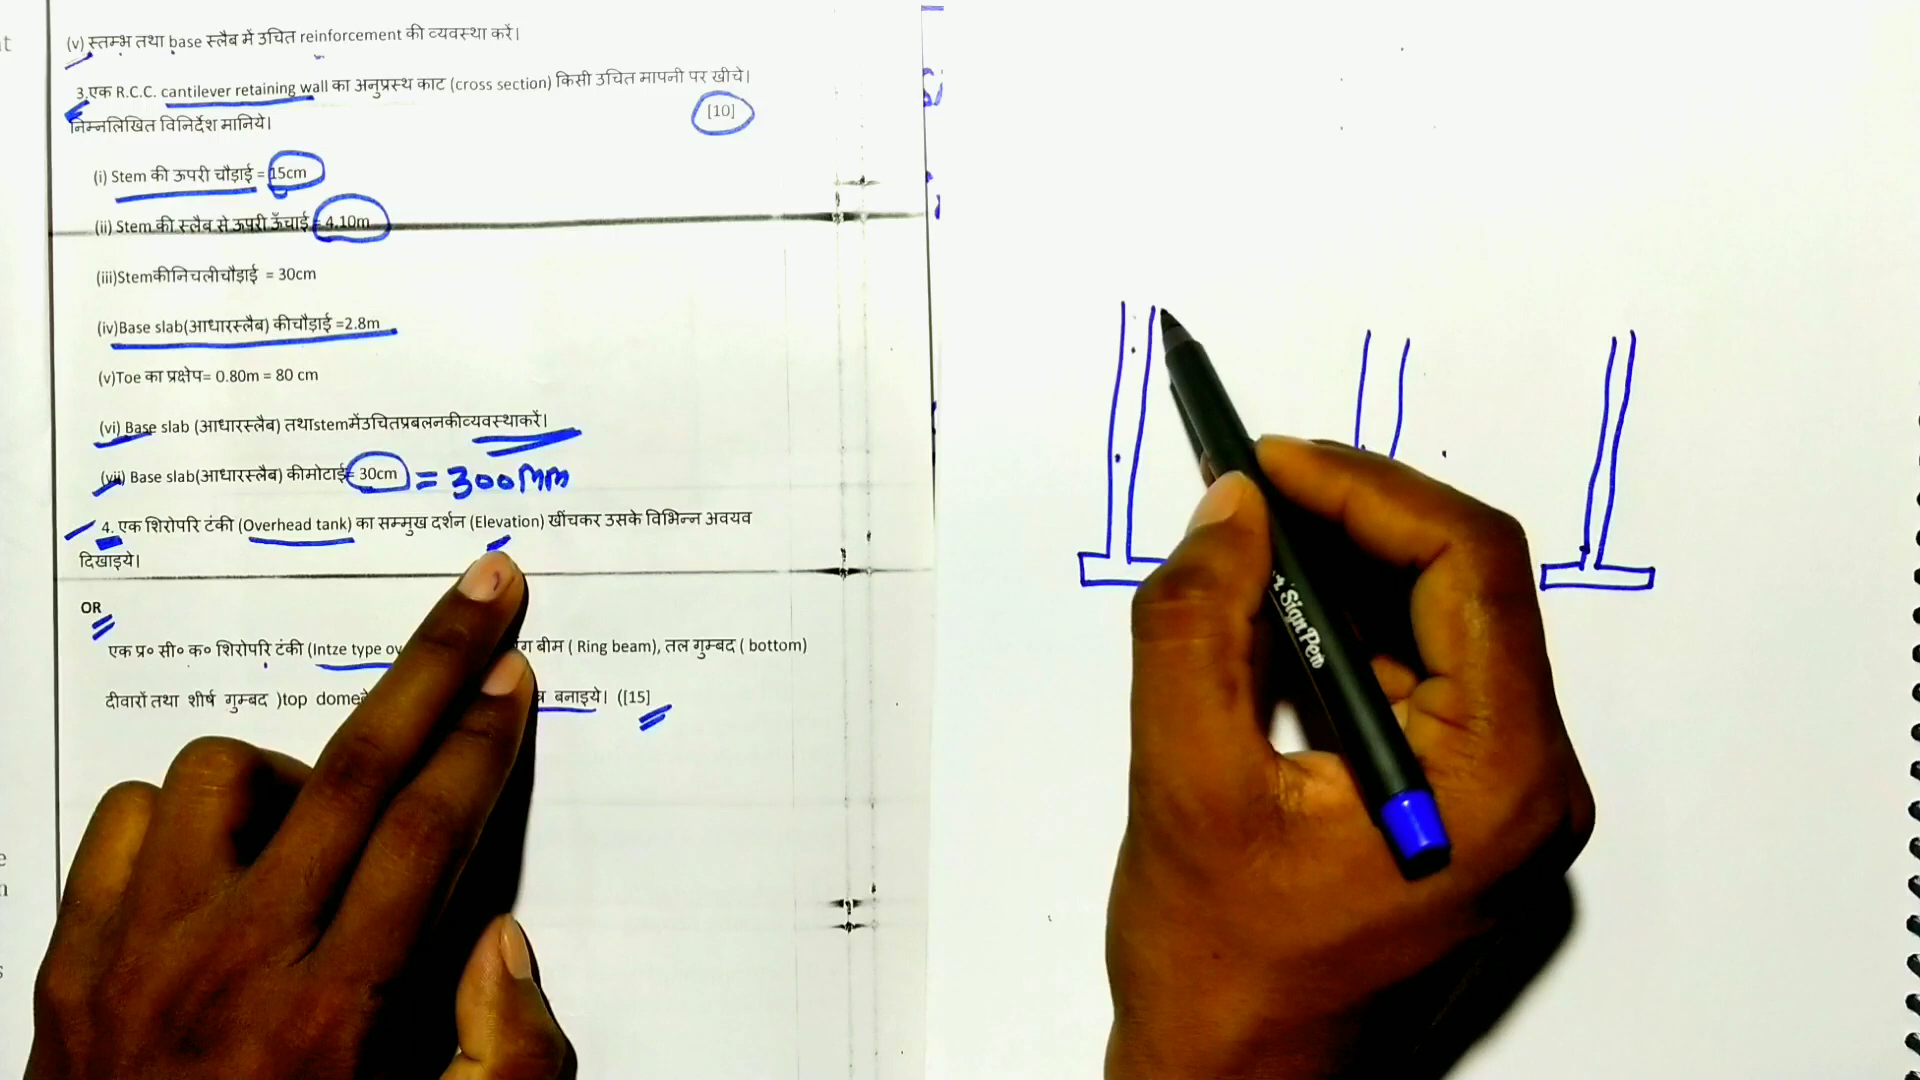 (v) स्तम्भ तथा base स्लैब में उचित reinforcement की व्यवस्था करें।
3.एक R.C.C. cantilever retaining wall का अनुप्रस्थ काट (cross section) किसी उचित मापनी पर खीचे।
[10]
निम्नलिखित विनिर्देश मानिये।
(i) Stem की ऊपरी चौड़ाई = 15cm
(ii) Stem की स्लैब से ऊपरी ऊँचाई = 4.10m
(iii)Stemकीनिचलीचौड़ाई = 30cm
(iv)Base slab(आधारस्लैब) कीचौड़ाई =2.8m
(v)Toe का प्रक्षेप= 0.80m = 80 cm
(vi) Base slab (आधारस्लैब) तथाstemमेंउचितप्रबलनकीव्यवस्थाकरें।
(vii) Base slab(आधारस्लैब) कीमोटाई= 30cm = 300mm
4. एक शिरोपरि टंकी (Overhead tank) का सम्मुख दर्शन (Elevation) खींचकर उसके विभिन्न अवयव
दिखाइये।
OR
एक प्र० सी० क० शिरोपरि टंकी (Intze type बीम ( Ring beam), तल गुम्बद ( bottom)
दीवारों तथा शीर्ष गुम्बद )top dome बनाइये। ([15]
Sign Pen